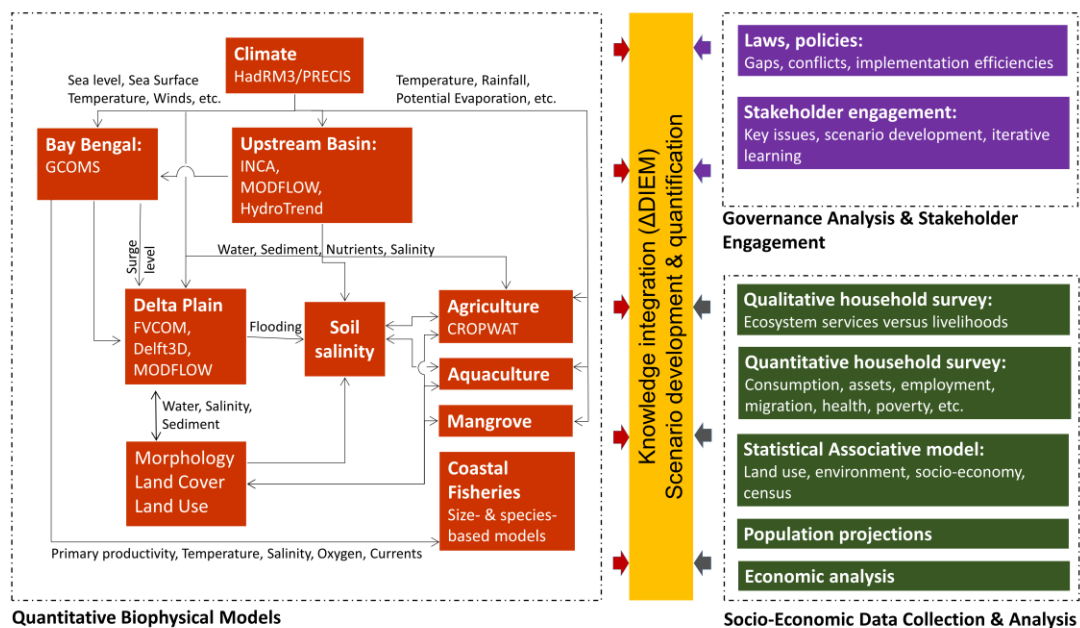 Climate
HadRM3/PRECIS
Sea level, Sea Surface
Temperature, Winds, etc.
Temperature, Rainfall,
Potential Evaporation, etc.
Bay Bengal:
GCOMS
Upstream Basin:
INCA,
MODFLOW,
HydroTrend
Water, Sediment, Nutrients, Salinity
Surge
level
Delta Plain
FVCOM,
Delft3D,
MODFLOW
Flooding
Soil
salinity
Agriculture
CROPWAT
Aquaculture
Mangrove
Water, Salinity,
Sediment
Morphology
Land Cover
Land Use
Coastal
Fisheries
Size- & species-
based models
Primary productivity, Temperature, Salinity, Oxygen, Currents
Quantitative Biophysical Models
Knowledge integration (ΔDIEM)
Scenario development & quantification
Laws, policies:
Gaps, conflicts, implementation efficiencies
Stakeholder engagement:
Key issues, scenario development, iterative
learning
Governance Analysis & Stakeholder
Engagement
Qualitative household survey:
Ecosystem services versus livelihoods
Quantitative household survey:
Consumption, assets, employment,
migration, health, poverty, etc.
Statistical Associative model:
Land use, environment, socio-economy,
census
Population projections
Economic analysis
Socio-Economic Data Collection & Analysis